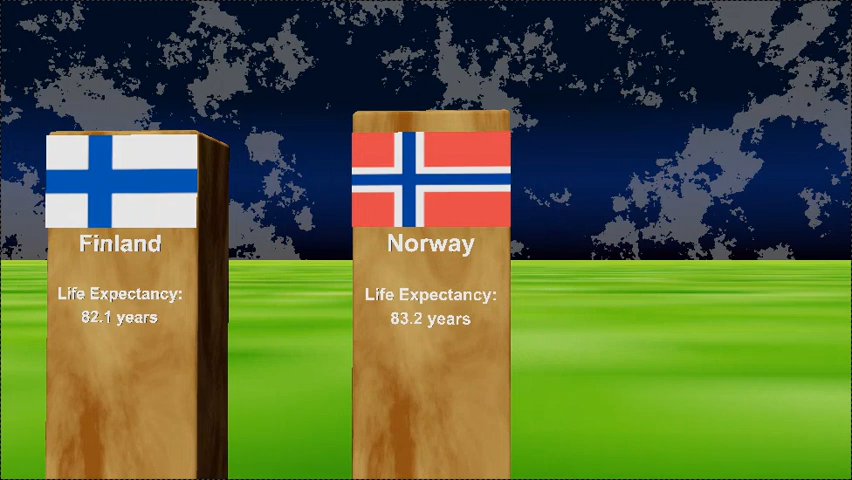 Finland
Life Expectancy:
82.1 years
Norway
Life Expectancy:
83.2 years